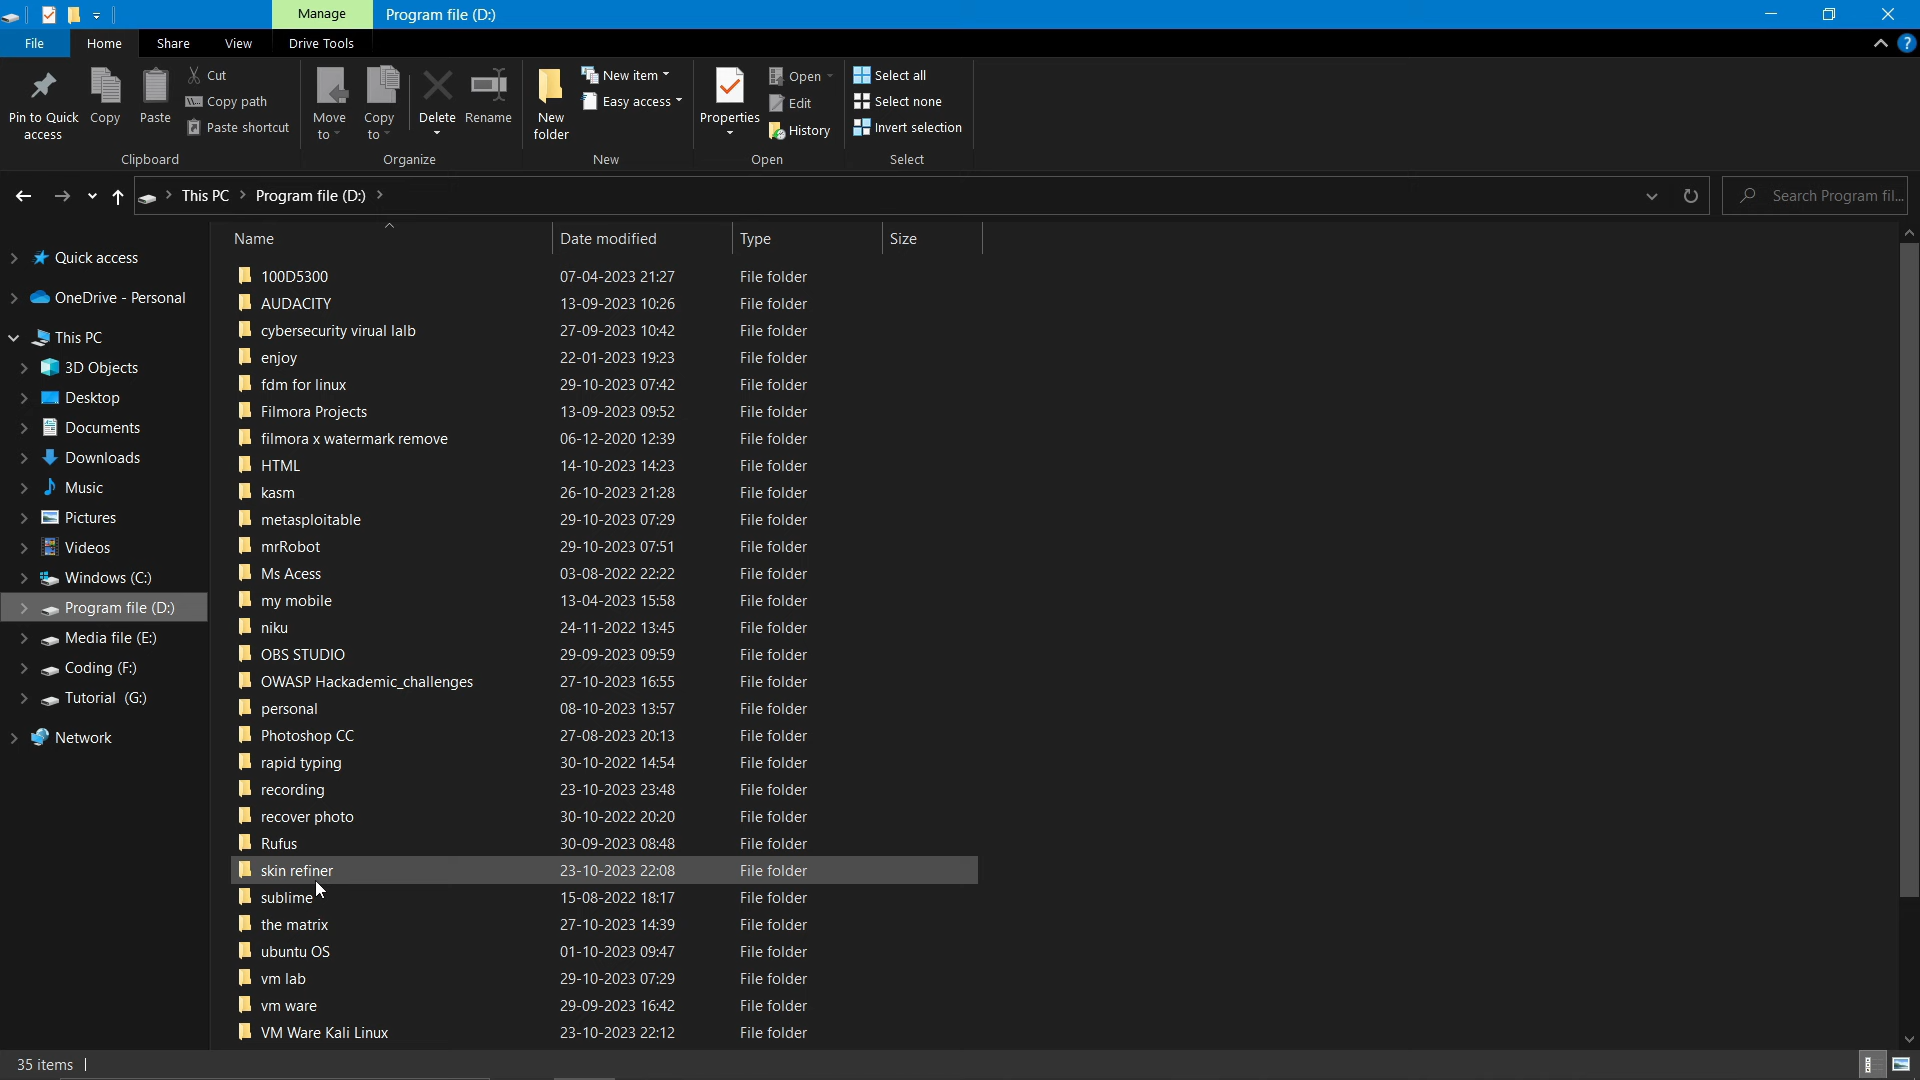 Manage Program file (D:)
File Home Share View Drive Tools
Pin to Quick access
Copy
Paste
Cut
Copy path
Paste shortcut
Clipboard
Move to
Copy to
Delete
Rename
Organize
New folder
New item
Easy access
New
Properties
Open
Edit
History
Open
Select all
Select none
Invert selection
Select
This PC > Program file (D:) >
Search Program fil...
Quick access
OneDrive - Personal
This PC
3D Objects
Desktop
Documents
Downloads
Music
Pictures
Videos
Windows (C:)
Program file (D:)
Media file (E:)
Coding (F:)
Tutorial (G:)
Network
Name Date modified Type Size
100D5300 07-04-2023 21:27 File folder
AUDACITY 13-09-2023 10:26 File folder
cybersecurity virual lalb 27-09-2023 10:42 File folder
enjoy 22-01-2023 19:23 File folder
fdm for linux 29-10-2023 07:42 File folder
Filmora Projects 13-09-2023 09:52 File folder
filmora x watermark remove 06-12-2020 12:39 File folder
HTML 14-10-2023 14:23 File folder
kasm 26-10-2023 21:28 File folder
metasploitable 29-10-2023 07:29 File folder
mrRobot 29-10-2023 07:51 File folder
Ms Acess 03-08-2022 22:22 File folder
my mobile 13-04-2023 15:58 File folder
niku 24-11-2022 13:45 File folder
OBS STUDIO 29-09-2023 09:59 File folder
OWASP Hackademic_challenges 27-10-2023 16:55 File folder
personal 08-10-2023 13:57 File folder
Photoshop CC 27-08-2023 20:13 File folder
rapid typing 30-10-2022 14:54 File folder
recording 23-10-2023 23:48 File folder
recover photo 30-10-2022 20:20 File folder
Rufus 30-09-2023 08:48 File folder
skin refiner 23-10-2023 22:08 File folder
sublime 15-08-2022 18:17 File folder
the matrix 27-10-2023 14:39 File folder
ubuntu OS 01-10-2023 09:47 File folder
vm lab 29-10-2023 07:29 File folder
vm ware 29-09-2023 16:42 File folder
VM Ware Kali Linux 23-10-2023 22:12 File folder
35 items